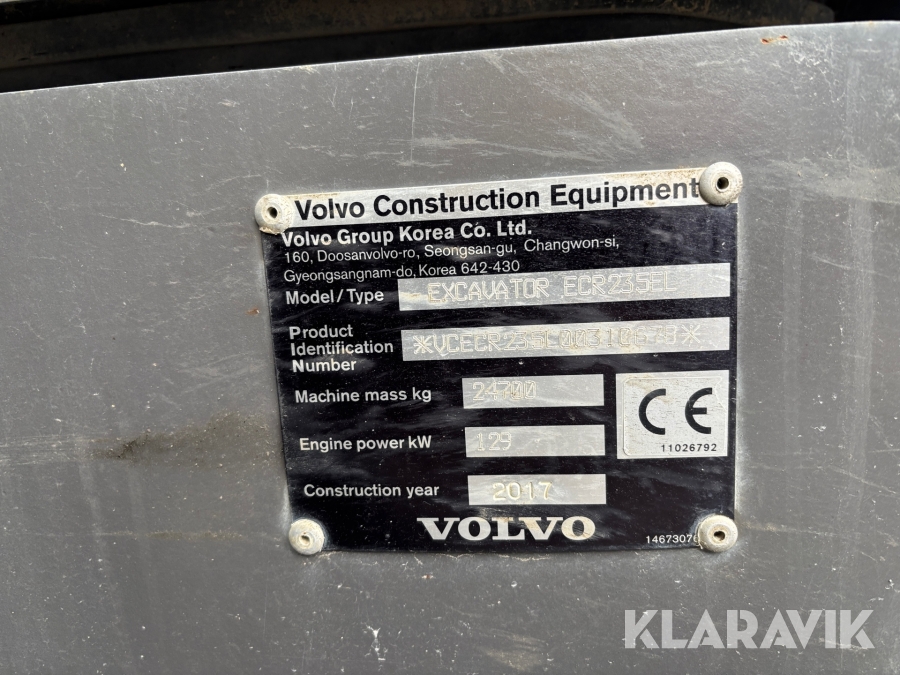 Volvo Construction Equipment
Volvo Group Korea Co. Ltd.
160, Doosanvolvo-ro, Seongsan-gu, Changwon-si,
Gyeongsangnam-do, Korea 642-430
Model/Type EXCAVATOR ECR235EL
Product Identification Number
Machine mass kg 24700
CE
11026792
Engine power kW 129
Construction year 2017
VOLVO
KLARAVIK